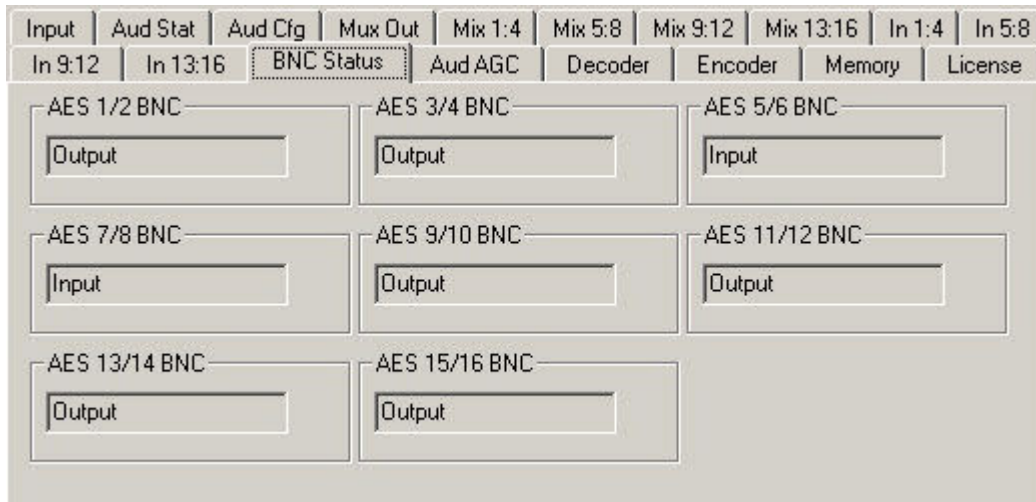 Input Aud Stat Aud Cfg Mux Out Mix 1:4 Mix 5:8 Mix 9:12 Mix 13:16 In 1:4 In 5:8
In 9:12 In 13:16 BNC Status Aud AGC Decoder Encoder Memory License
AES 1/2 BNC AES 3/4 BNC AES 5/6 BNC
Output Output Input
AES 7/8 BNC AES 9/10 BNC AES 11/12 BNC
Input Output Output
AES 13/14 BNC AES 15/16 BNC
Output Output